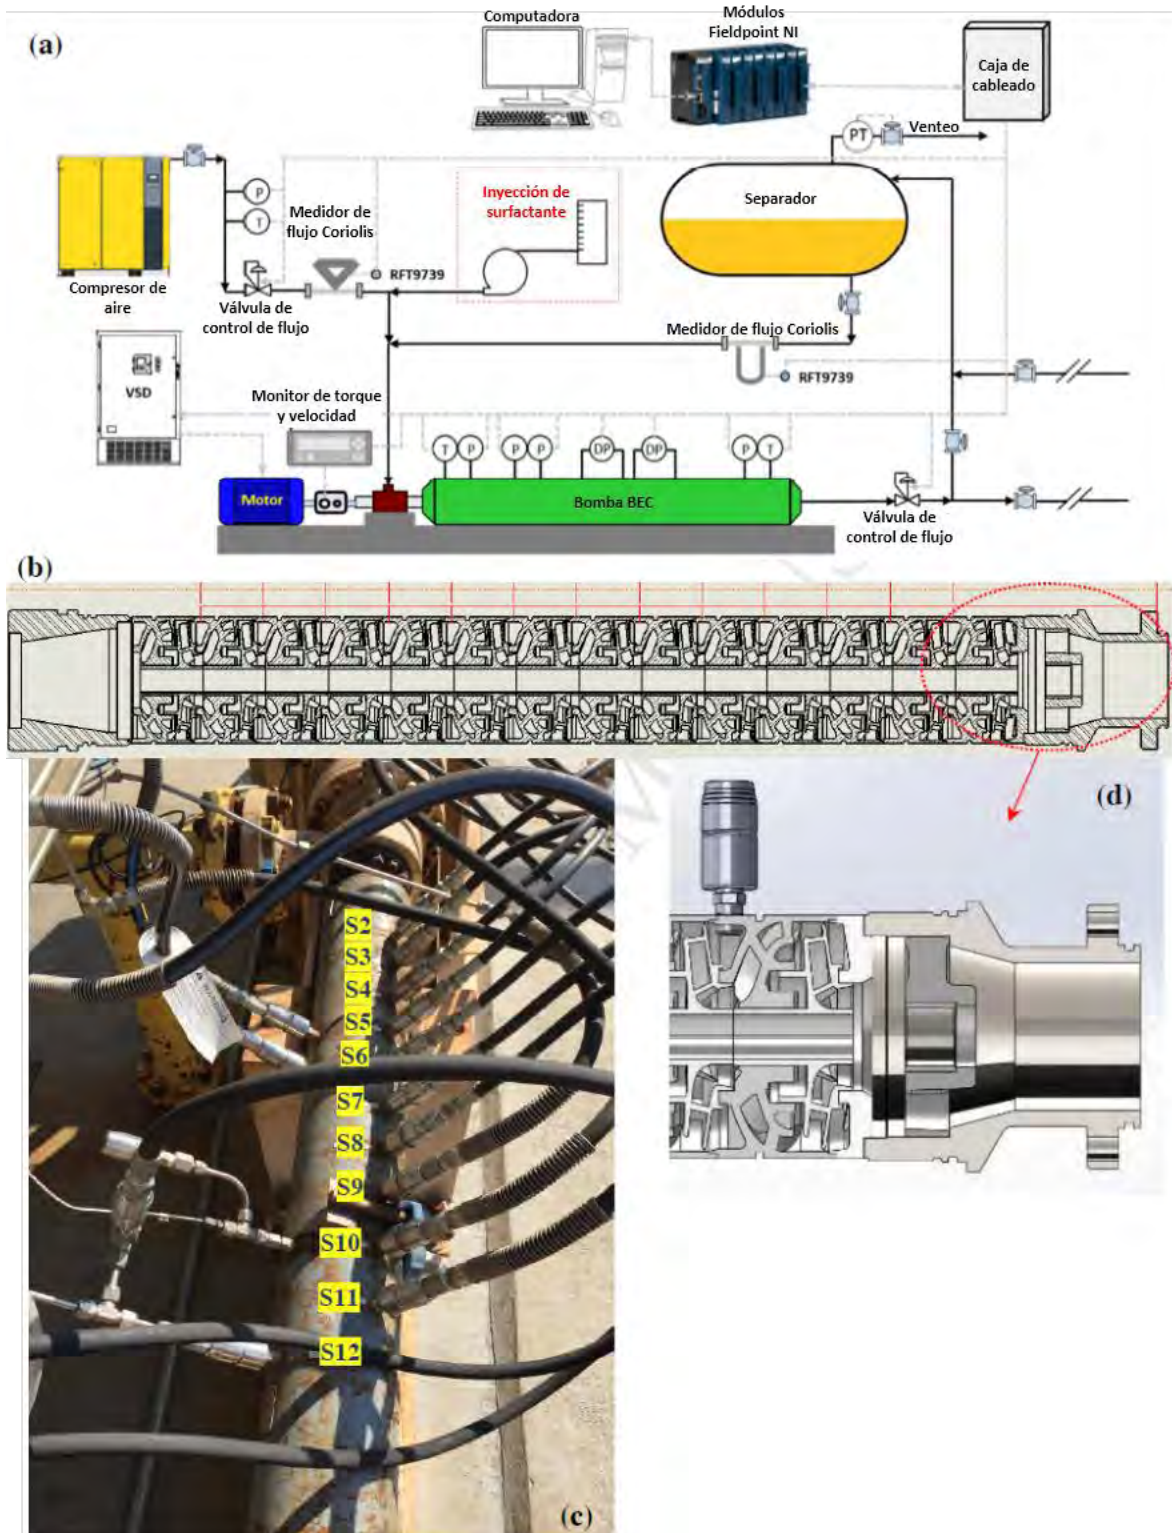 (a)
Computadora
Módulos
Fieldpoint NI
Caja de
cableado
PT
Venteo
P
T
Medidor de
flujo Coriolis
RFT9739
Inyección de
surfactante
Separador
Compresor de
aire
Válvula de
control de flujo
Medidor de flujo Coriolis
RFT9739
VSD
Monitor de torque
y velocidad
T
P
P
P
DP
DP
P
T
Motor
Bomba BEC
Válvula de
control de flujo
(b)
(d)
S2
S3
S4
S5
S6
S7
S8
S9
S10
S11
S12
(c)